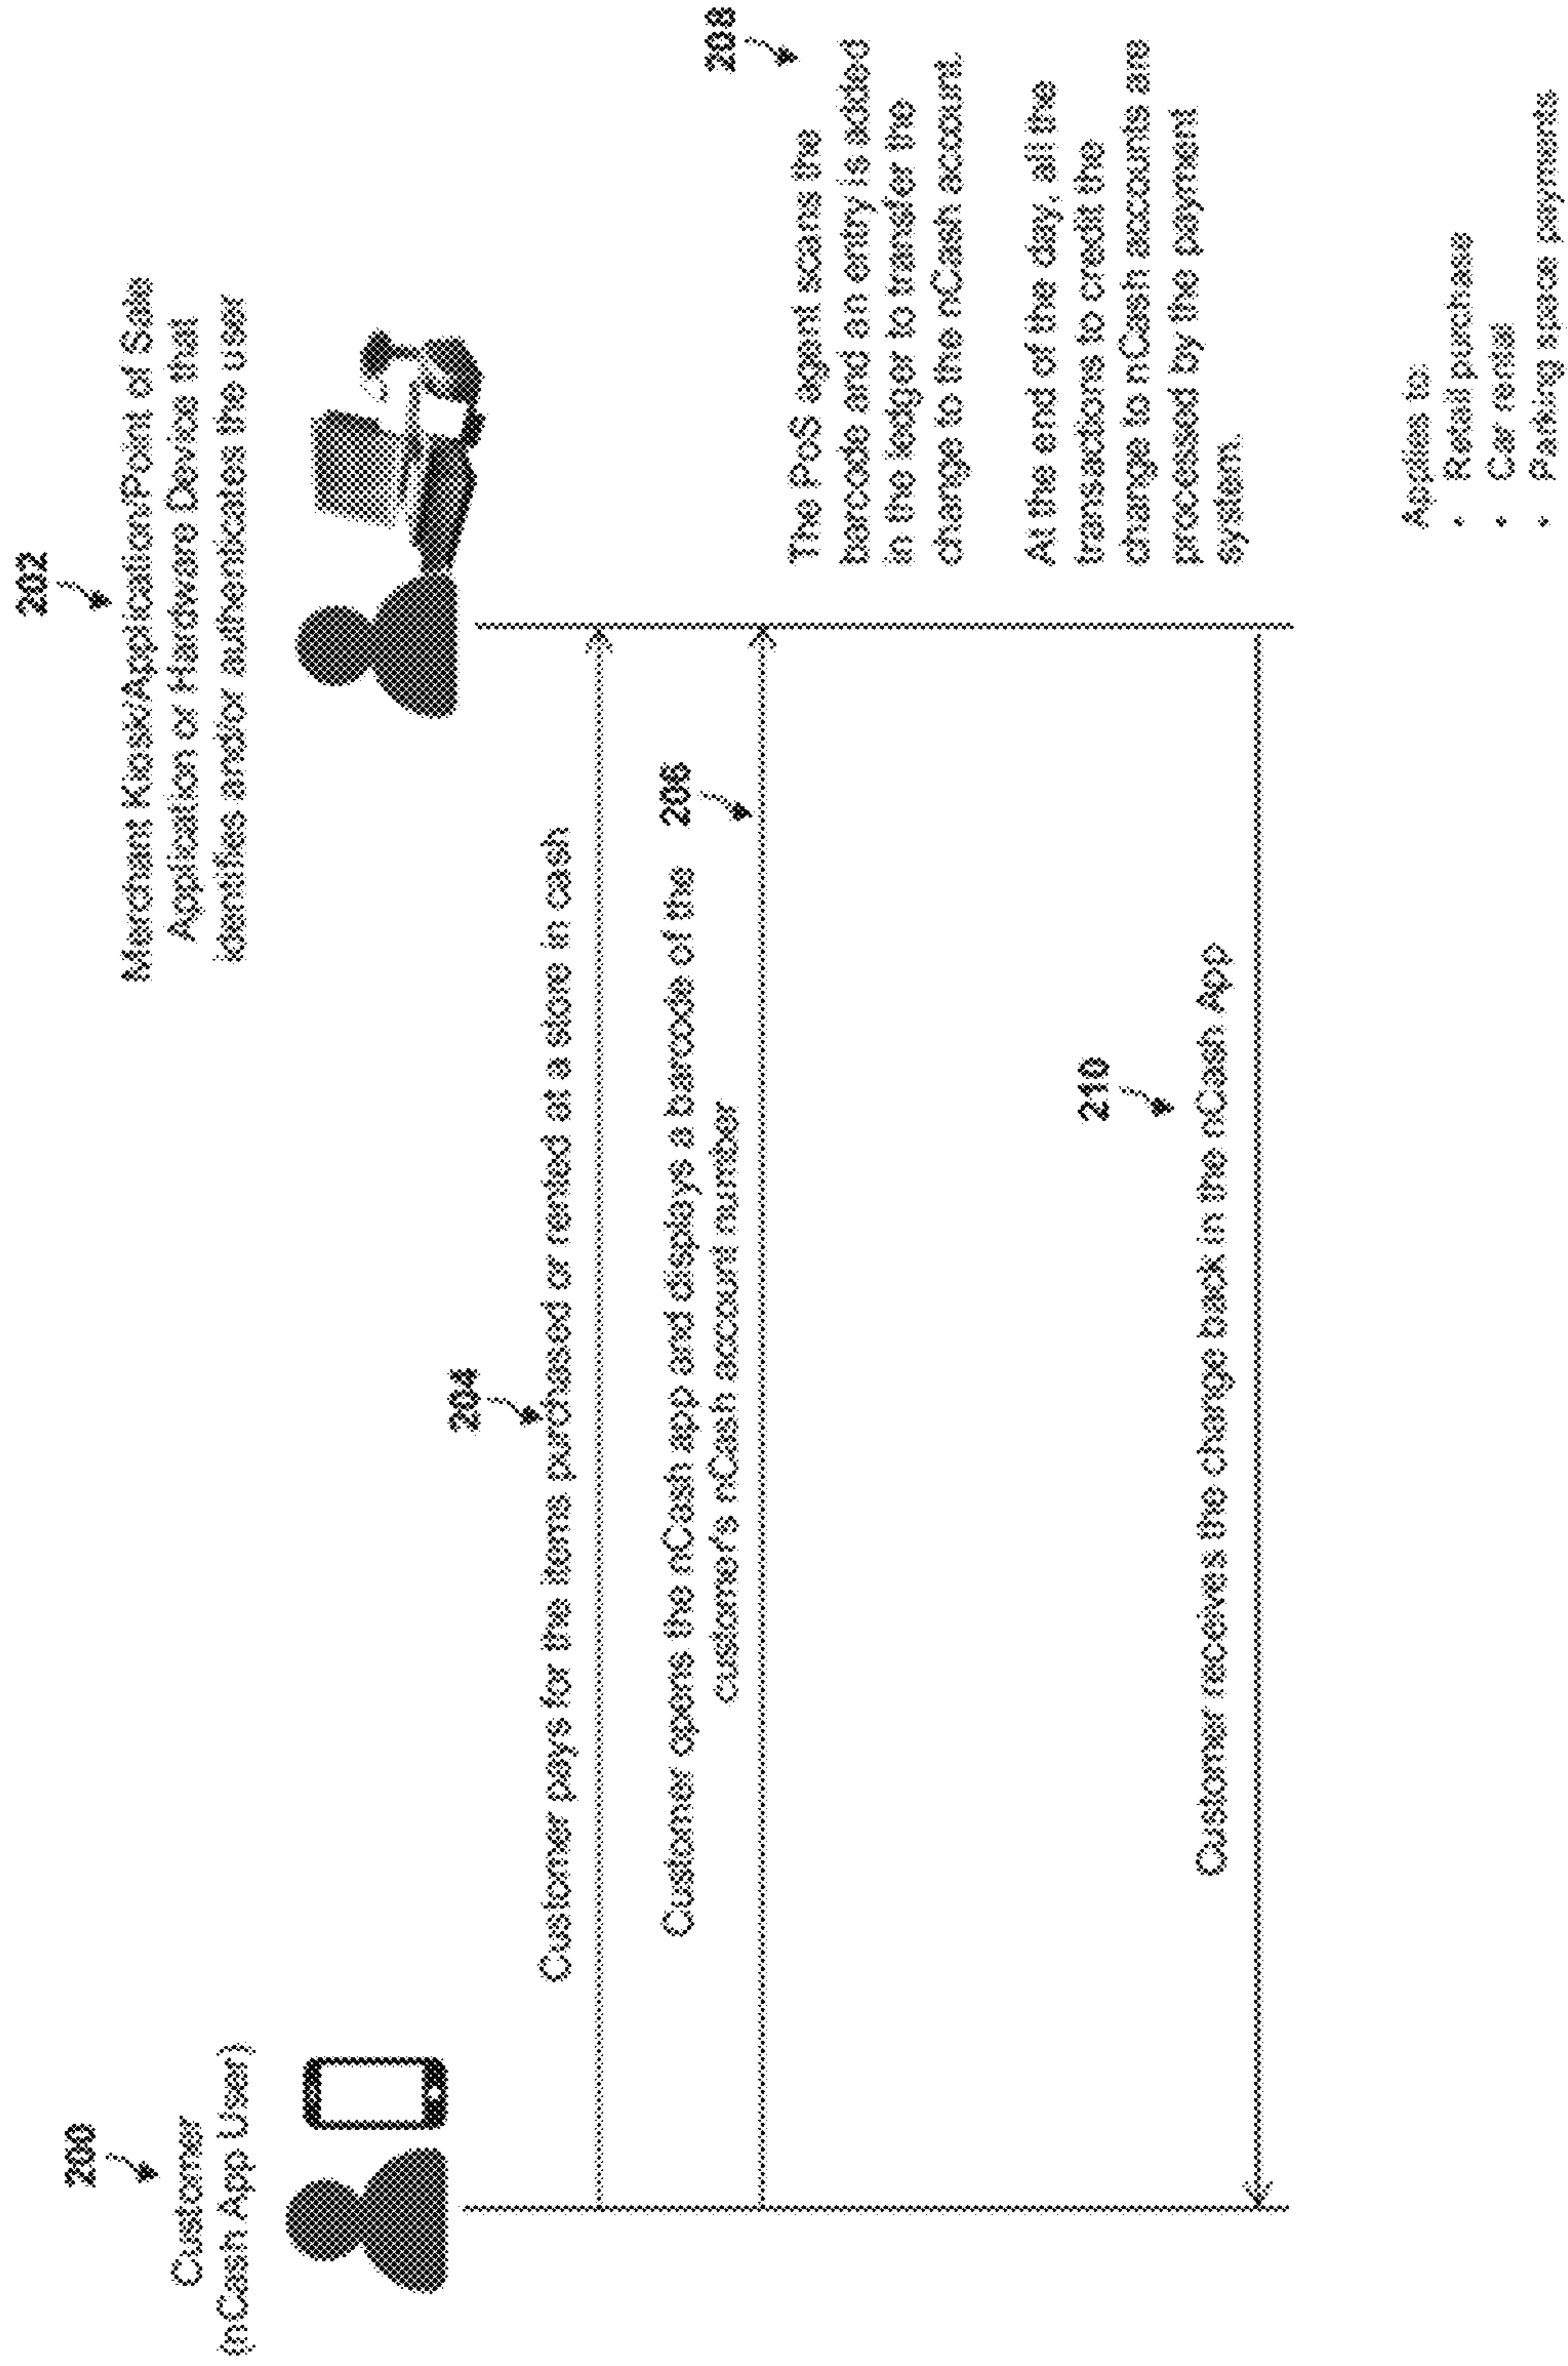 200
Customer
(nCash App User)
202
Merchant Kiosk/Application/Point of Sale
Application or Hardware Device that
identifies and/or authenticates the user
204
Customer pays for the items purchased or rented at a store in cash
206
Customer opens the nCash app and displays a barcode of the
customer's nCash account number
208
The PoS agent scans the
barcode and an entry is added
in the ledger to transfer the
change to the nCash account.
At the end of the day, all the
transactions to credit the
change to nCash accounts are
processed by the payment
system.
210
Customer receives the change back in the nCash App
Applies to:
• Retail purchase
• Car rental
• Parking space payments